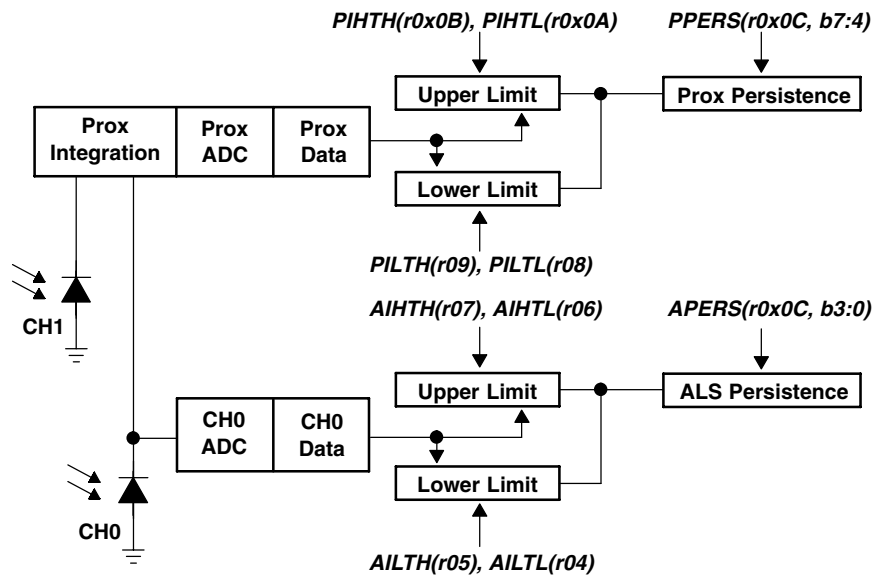 PIHTH(r0x0B), PIHTL(r0x0A)
PPERS(r0x0C, b7:4)
Upper Limit
Prox Persistence
Prox
Integration
Prox
ADC
Prox
Data
Lower Limit
PILTH(r09), PILTL(r08)
CH1
AIHTH(r07), AIHTL(r06)
APERS(r0x0C, b3:0)
Upper Limit
ALS Persistence
CH0
ADC
CH0
Data
Lower Limit
CH0
AILTH(r05), AILTL(r04)